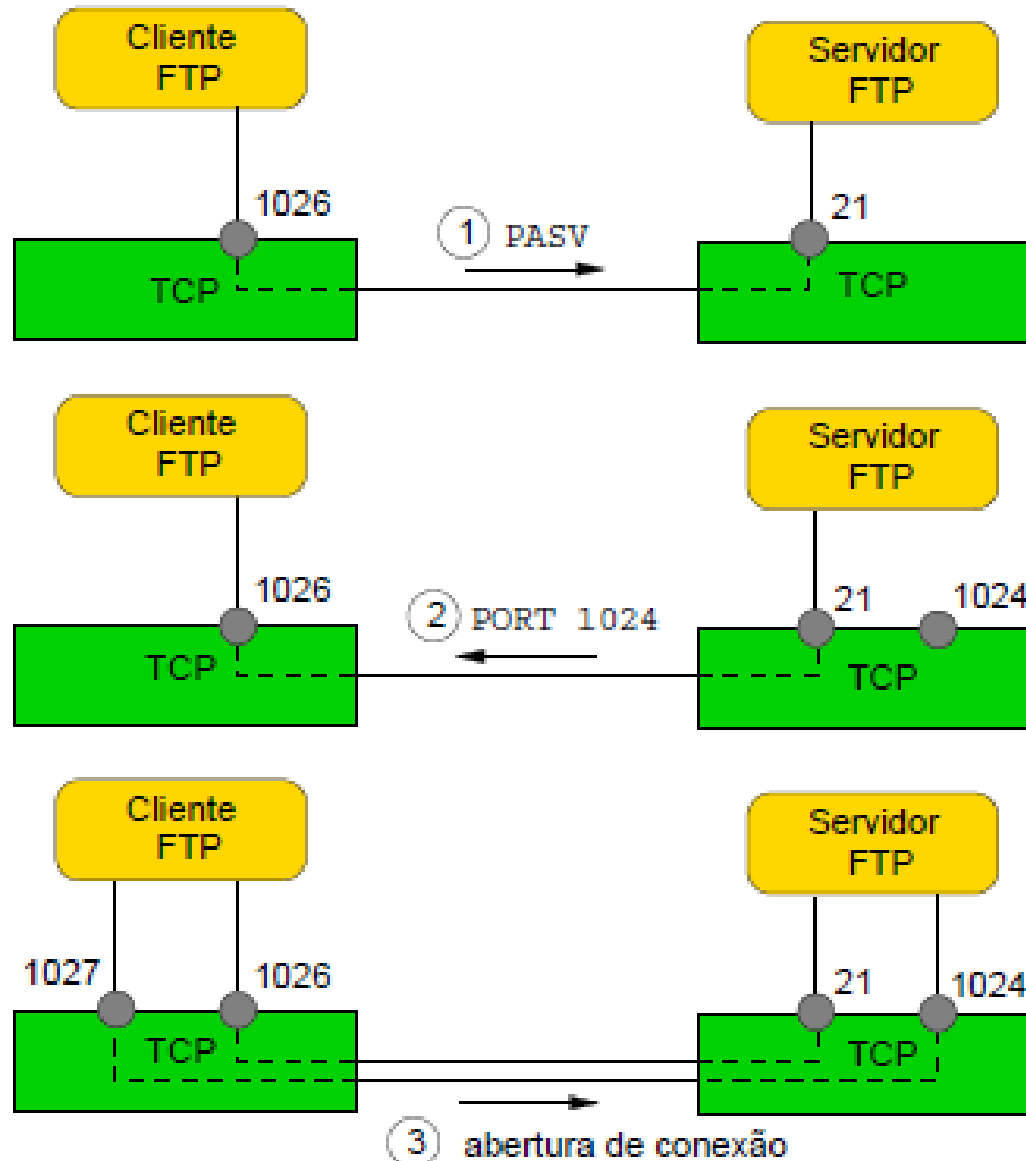 Cliente
FTP
Servidor
FTP
1026
21
1 PASV
TCP
TCP
Cliente
FTP
Servidor
FTP
1026
21
1024
2 PORT 1024
TCP
TCP
Cliente
FTP
Servidor
FTP
1027
1026
21
1024
TCP
TCP
3 abertura de conexão